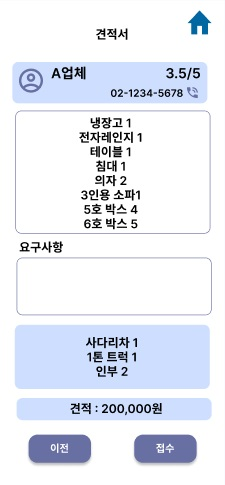 견적서
A업체 3.5/5
02-1234-5678
냉장고 1
전자레인지 1
테이블 1
침대 1
의자 2
3인용 소파1
5호 박스 4
6호 박스 5
요구사항
사다리차 1
1톤 트럭 1
인부 2
견적 : 200,000원
이전 접수